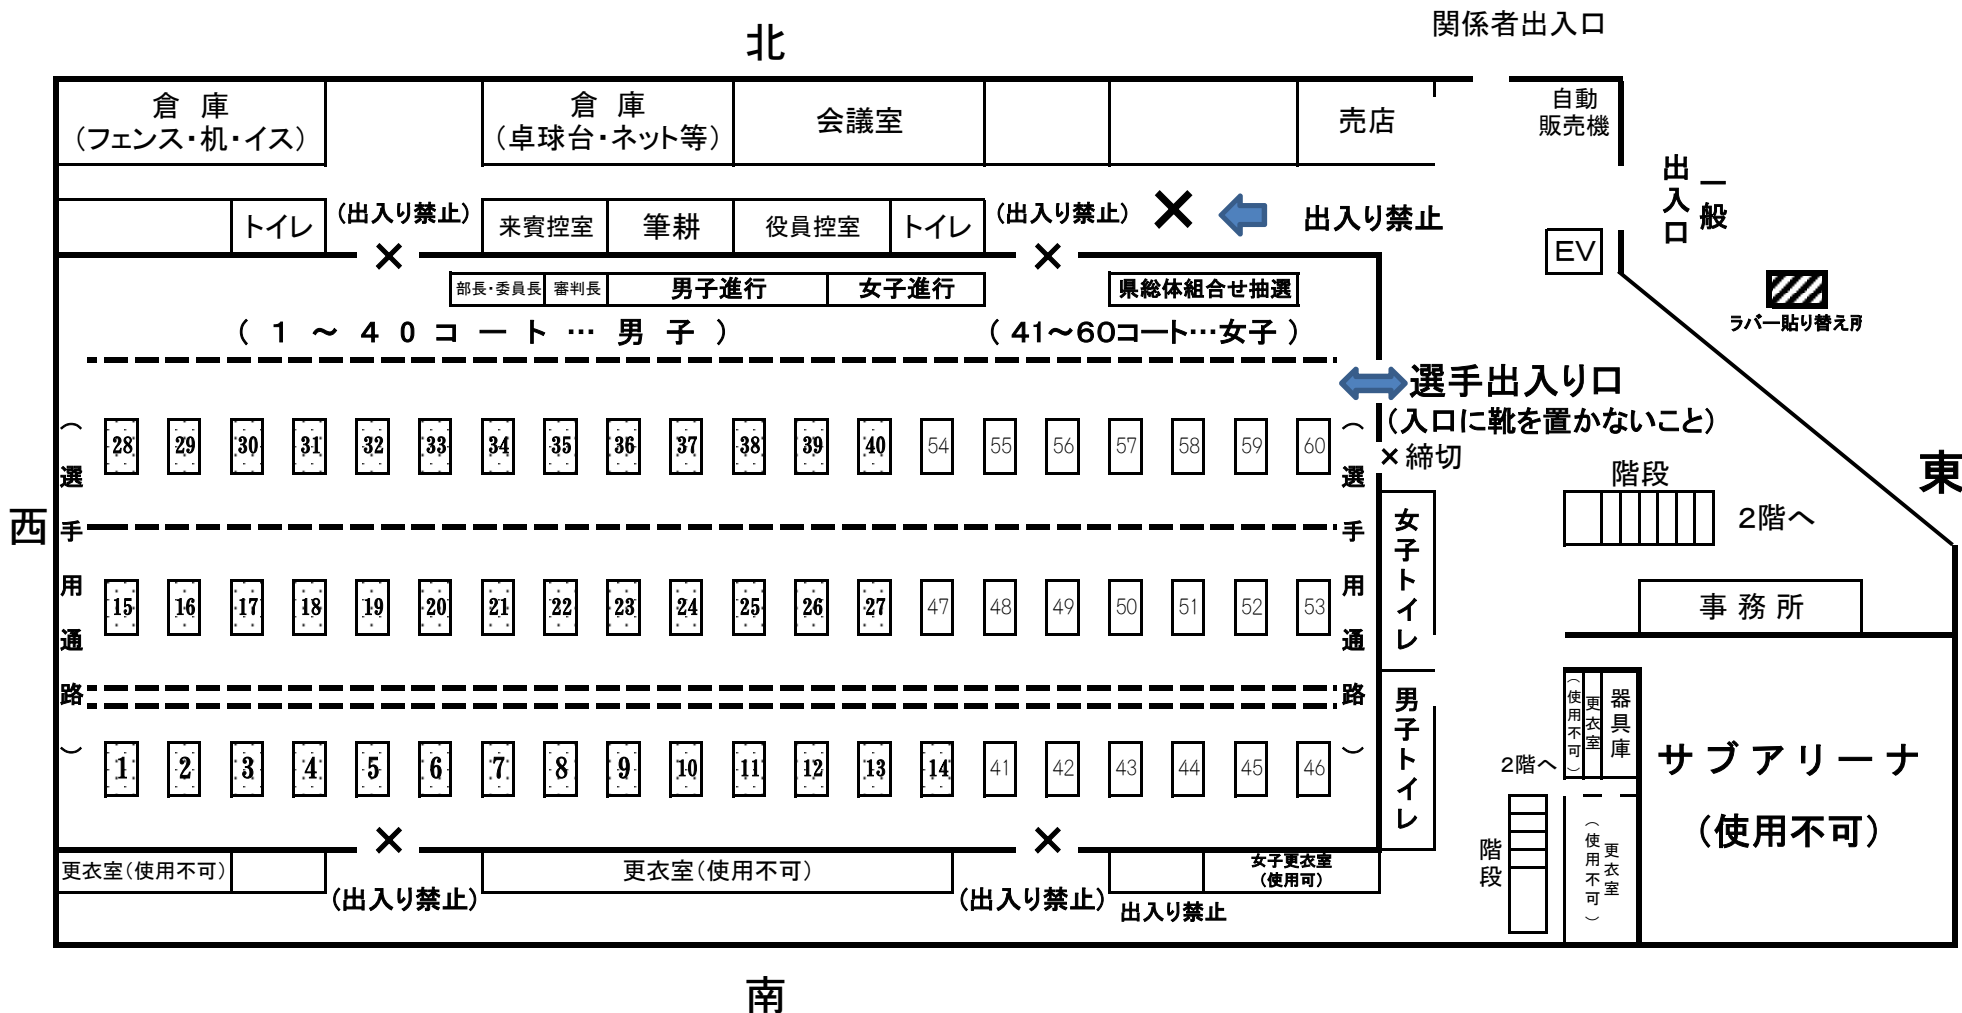 関係者出入口
北
倉 庫
（フェンス・机・イス）
倉 庫
（卓球台・ネット等）
会議室
売店
自動
販売機
一般
出入口
トイレ
（出入り禁止）
×
来賓控室
筆耕
役員控室
トイレ
（出入り禁止）
×
×
出入り禁止
EV
部長・委員長
審判長
男子進行
女子進行
県総体組合せ抽選
ラバー貼り替え所
（ 1 ～ 4 0 コ ー ト … 男 子 ）
（ 41～60コート…女子 ）
選手出入り口
（入口に靴を置かないこと）
×締切
（選手用通路）
28 29 30 31 32 33 34 35 36 37 38 39 40 54 55 56 57 58 59 60
（選手用通路）
階段
2階へ
東
西
女子トイレ
15 16 17 18 19 20 21 22 23 24 25 26 27 47 48 49 50 51 52 53
事 務 所
男子トイレ
1 2 3 4 5 6 7 8 9 10 11 12 13 14 41 42 43 44 45 46
更衣室
（使用不可）
器具庫
2階へ
サブアリーナ
（使用不可）
×
×
階段
更衣室
（使用不可）
更衣室（使用不可）
（出入り禁止）
更衣室（使用不可）
（出入り禁止）
女子更衣室
（使用可）
出入り禁止
南